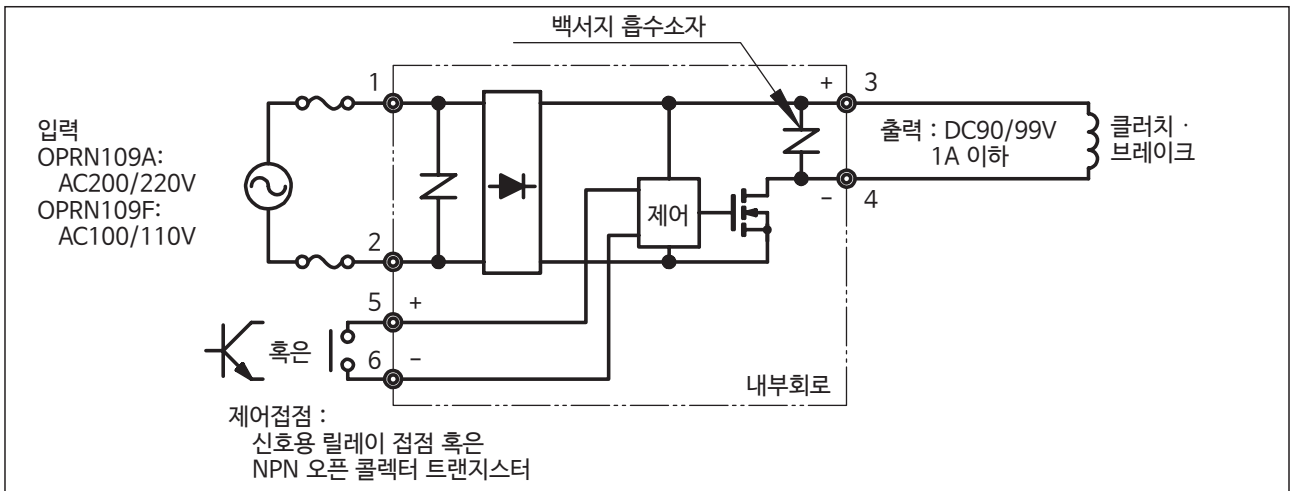 백서지 흡수소자
1
+
3
입력
OPRN109A:
AC200/220V
OPRN109F:
AC100/110V
출력 : DC90/99V
1A 이하
클러치 ·
브레이크
제어
-
4
2
5
+
혹은
6
-
내부회로
제어접점 :
신호용 릴레이 접점 혹은
NPN 오픈 콜렉터 트랜지스터